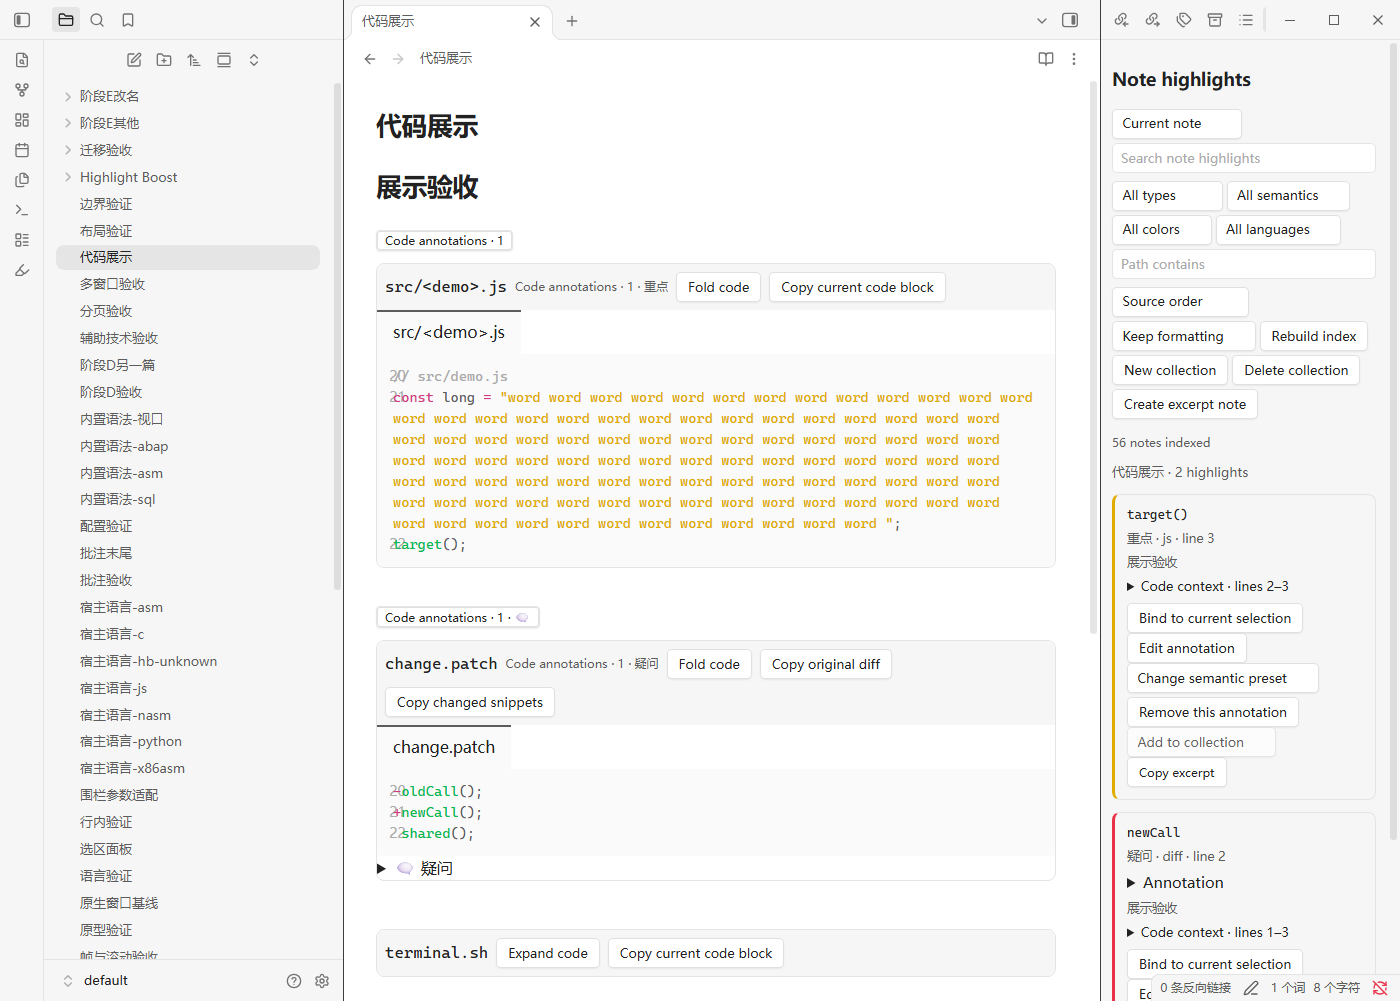 阶段E改名
阶段E其他
迁移验收
Highlight Boost
边界验证
布局验证
代码展示
多窗口验收
分页验收
辅助技术验收
阶段D另一篇
阶段D验收
内置语法-视口
内置语法-abap
内置语法-asm
内置语法-sql
配置验证
批注末尾
批注验收
宿主语言-asm
宿主语言-c
宿主语言-hb-unknown
宿主语言-js
宿主语言-nasm
宿主语言-python
宿主语言-x86asm
围栏参数适配
行内验证
选区面板
语言验证
原生窗口基线
原型验证
帧与滚动验收
default
代码展示
代码展示
代码展示
展示验收
Code annotations · 1
src/<demo>.js Code annotations · 1 · 重点 Fold code Copy current code block
src/<demo>.js
20 // src/demo.js
21 const long = "word word word word word word word word word word word word word
word word word word word word word word word word word word word word word
word word word word word word word word word word word word word word word
word word word word word word word word word word word word word word word
word word word word word word word word word word word word word word word
word word word word word word word word word word word word word word word
word word word word word word word word word word word word ";
22 target();
Code annotations · 1 ·
change.patch Code annotations · 1 · 疑问 Fold code Copy original diff
Copy changed snippets
change.patch
20 -oldCall();
21 +newCall();
22 shared();
疑问
terminal.sh Expand code Copy current code block
Note highlights
Current note
Search note highlights
All types All semantics
All colors All languages
Path contains
Source order
Keep formatting Rebuild index
New collection Delete collection
Create excerpt note
56 notes indexed
代码展示 · 2 highlights
target()
重点 · js · line 3
展示验收
Code context · lines 2–3
Bind to current selection
Edit annotation
Change semantic preset
Remove this annotation
Add to collection
Copy excerpt
newCall
疑问 · diff · line 2
Annotation
展示验收
Code context · lines 1–3
Bind to current selection
0 条反向链接 1 个词 8 个字符